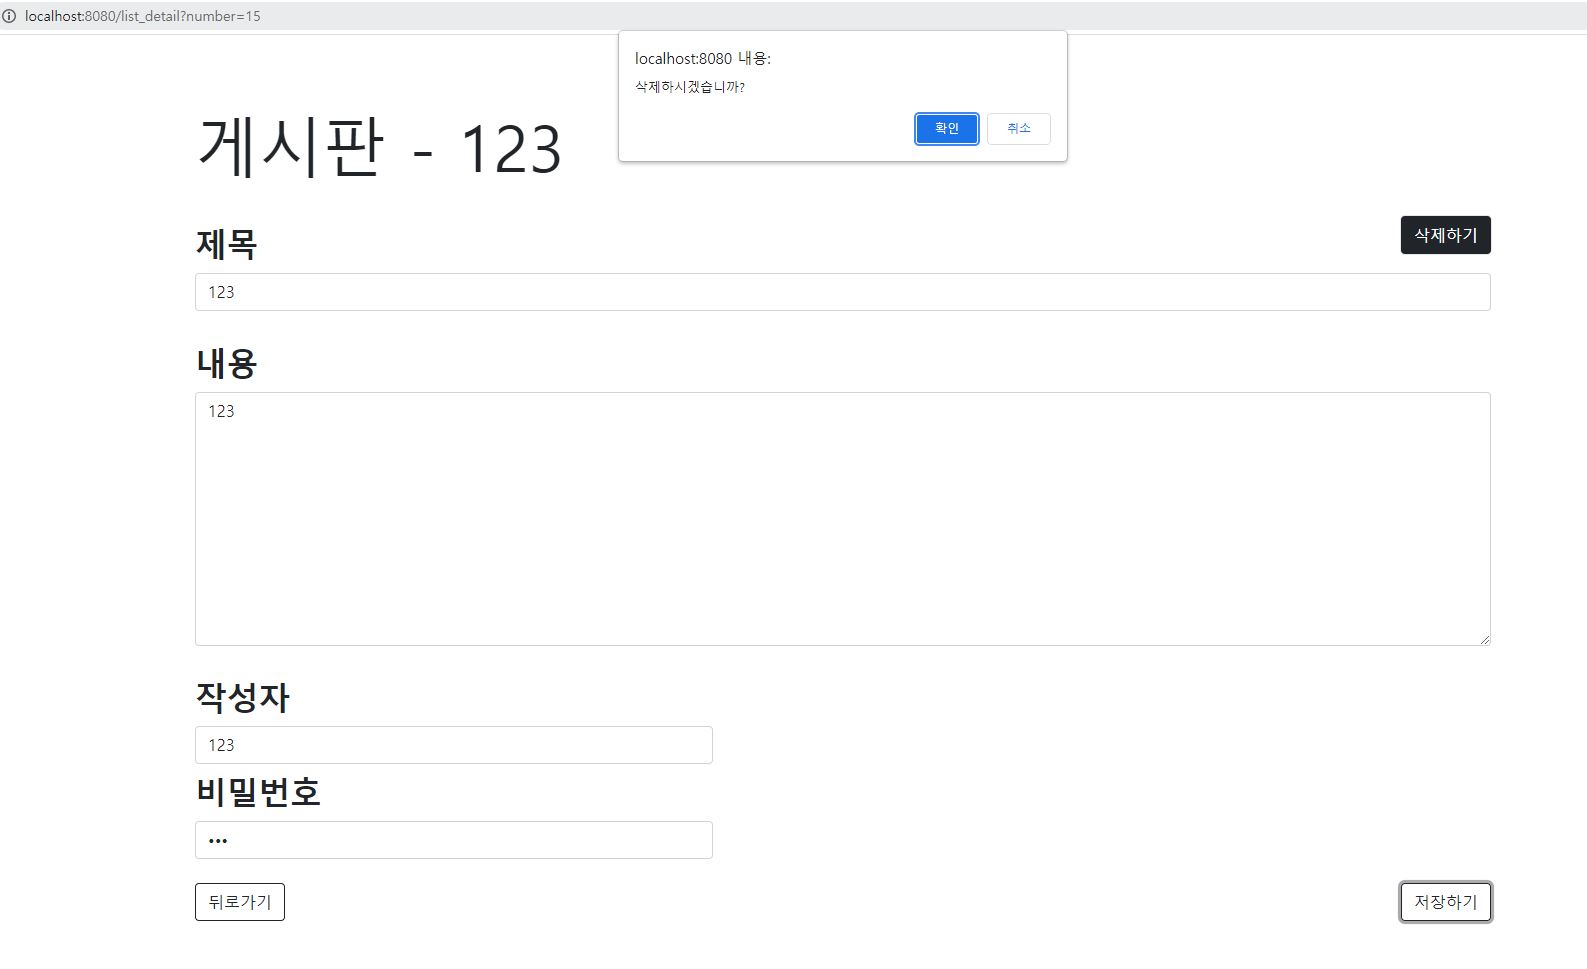 localhost:8080/list_detail?number=15
localhost:8080 내용:
삭제하시겠습니까?
확인 취소
게시판 - 123
제목
삭제하기
123
내용
123
작성자
123
비밀번호
•••
뒤로가기
저장하기